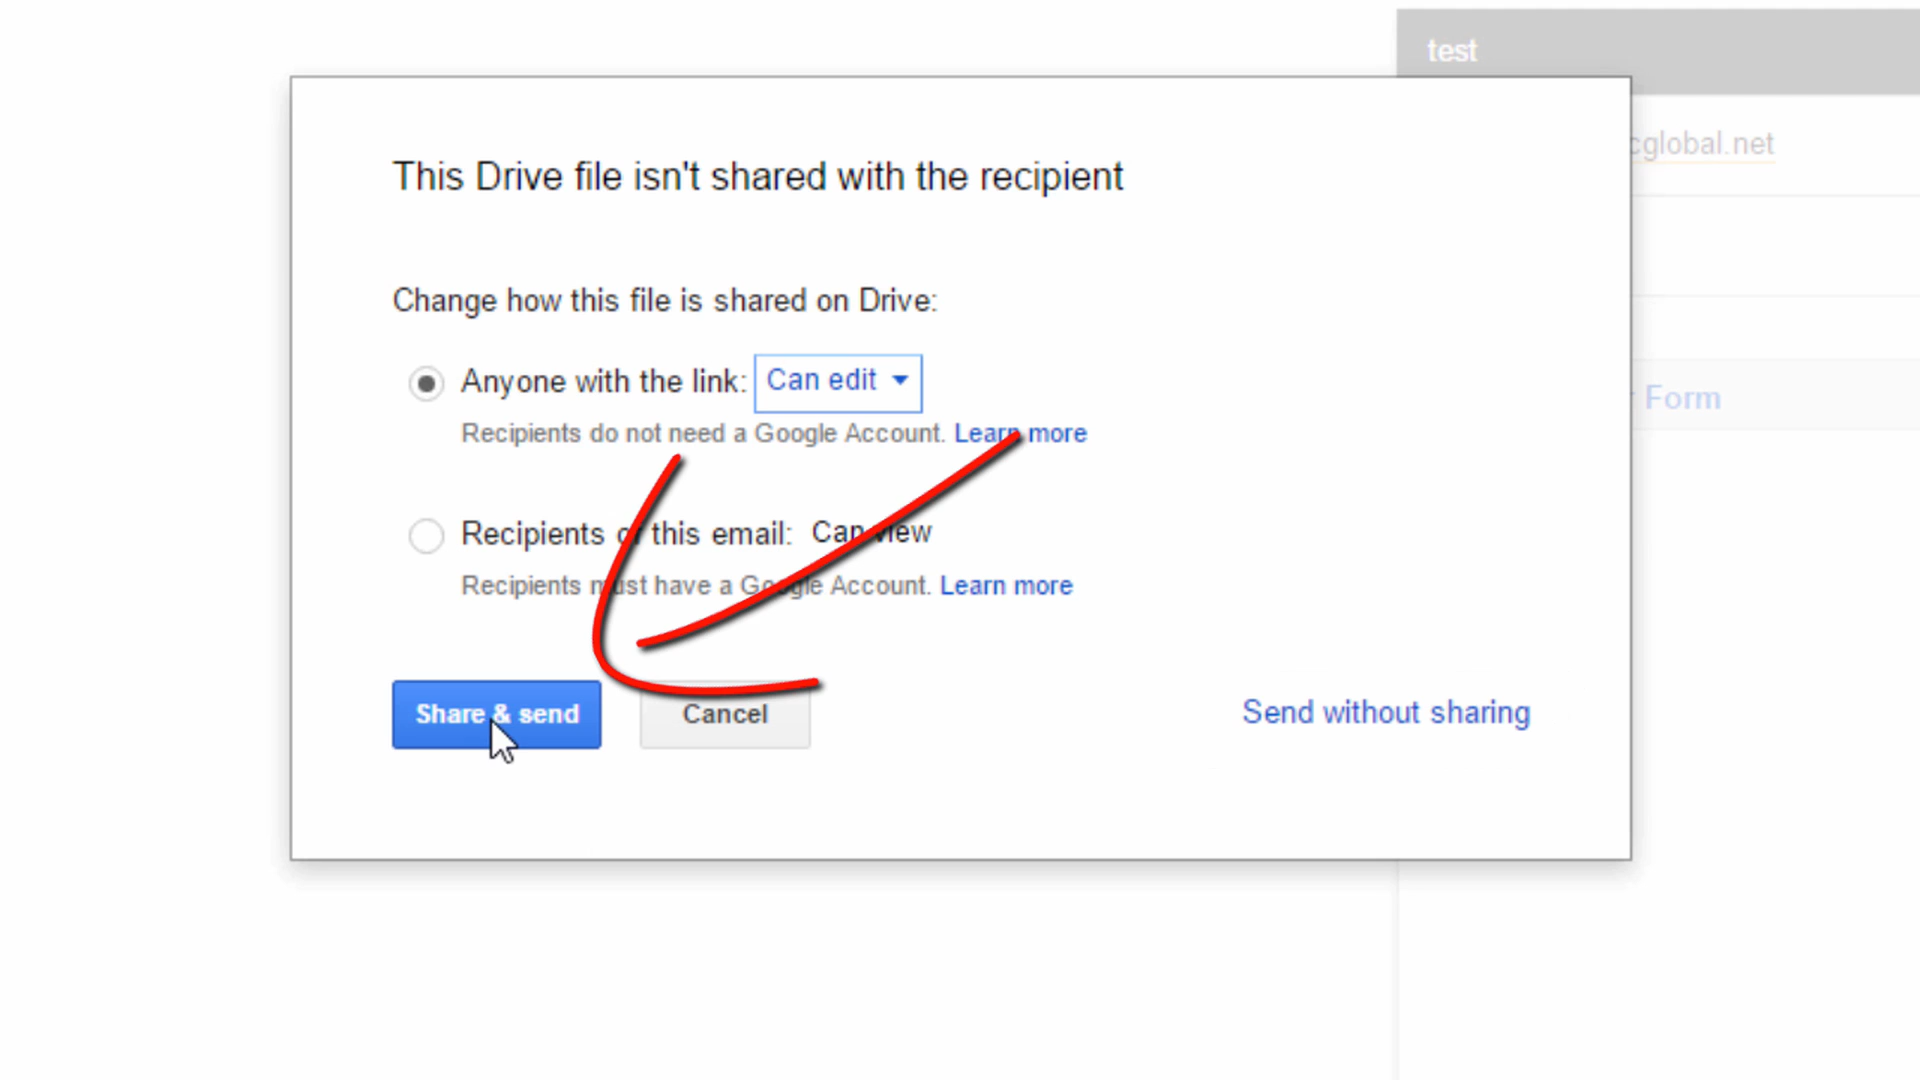 test
This Drive file isn't shared with the recipient
cglobal.net
Change how this file is shared on Drive:
Anyone with the link: Can edit
Form
Recipients do not need a Google Account. Learn more
Recipients of this email: Can view
Recipients must have a Google Account. Learn more
Share & send
Cancel
Send without sharing